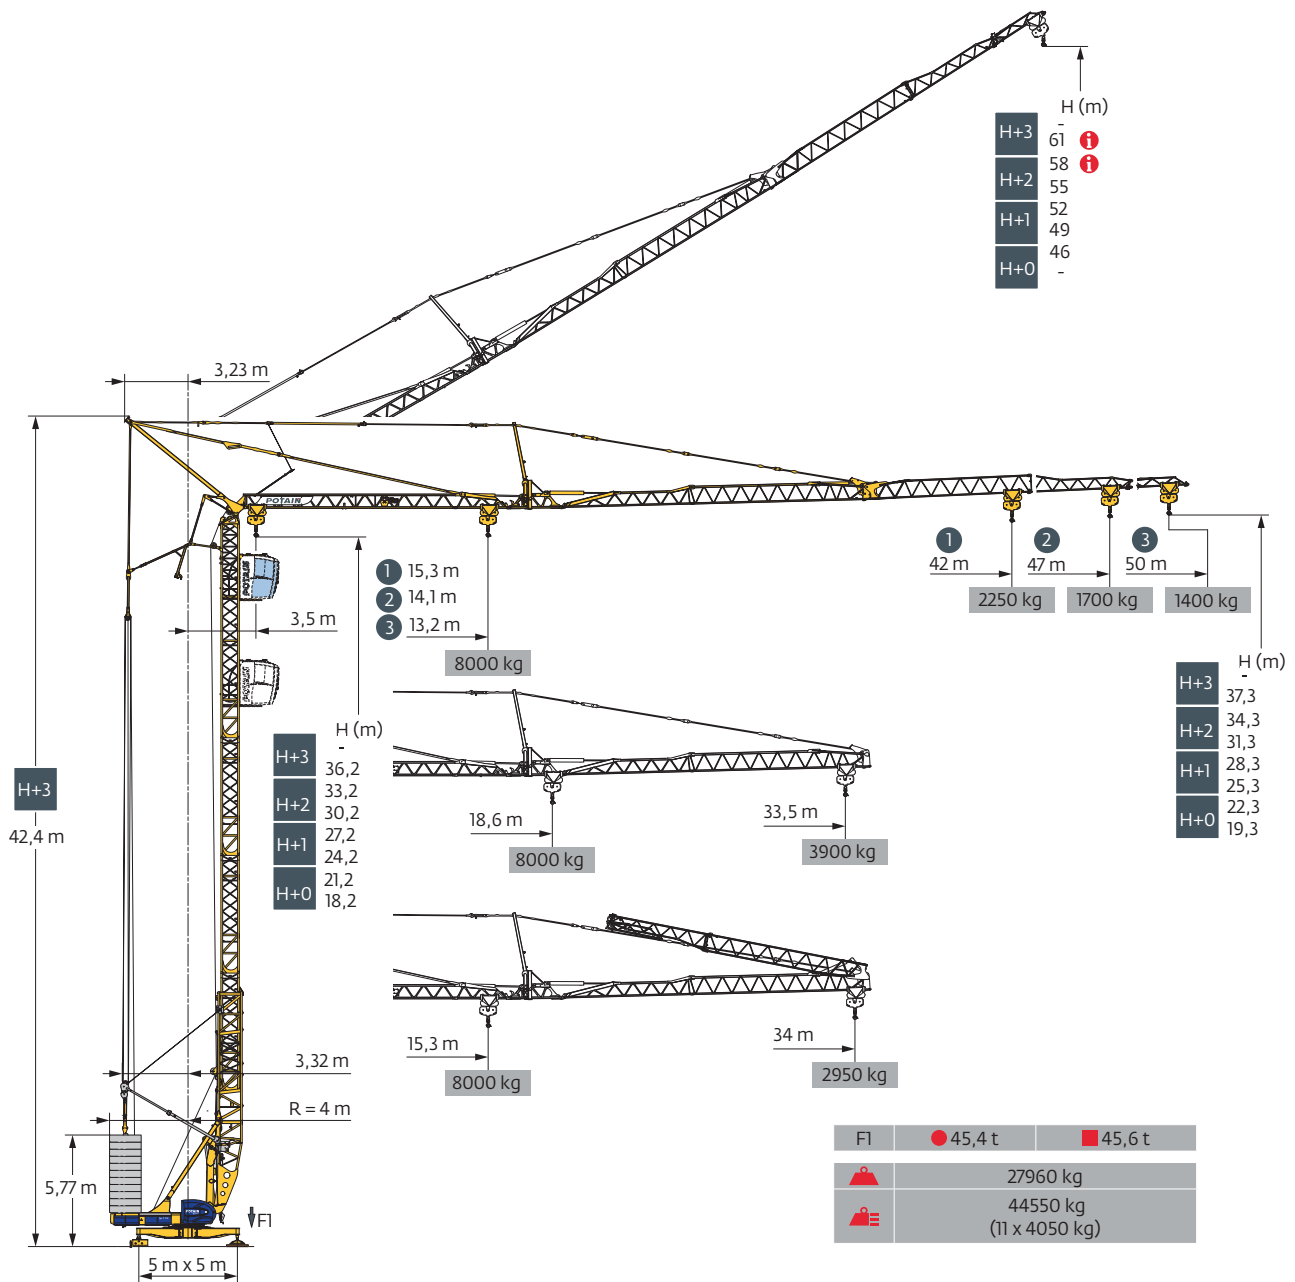 H (m)
H+3
-
61
i
58
i
H+2
55
H+1
52
49
H+0
46
-
3,23 m
POTAIN
POTAIN
POTAIN
1 15,3 m
2 14,1 m
3 13,2 m
8000 kg
3,5 m
1
42 m
2250 kg
2
47 m
1700 kg
3
50 m
1400 kg
H (m)
H+3
-
37,3
H+2
34,3
31,3
H+1
28,3
25,3
H+0
22,3
19,3
H (m)
H+3
-
36,2
H+2
33,2
30,2
H+1
27,2
24,2
H+0
21,2
18,2
H+3
42,4 m
18,6 m
8000 kg
33,5 m
3900 kg
15,3 m
8000 kg
34 m
2950 kg
3,32 m
R = 4 m
5,77 m
F1
5 m x 5 m
F1 45,4 t 45,6 t
27960 kg
44550 kg
(11 x 4050 kg)